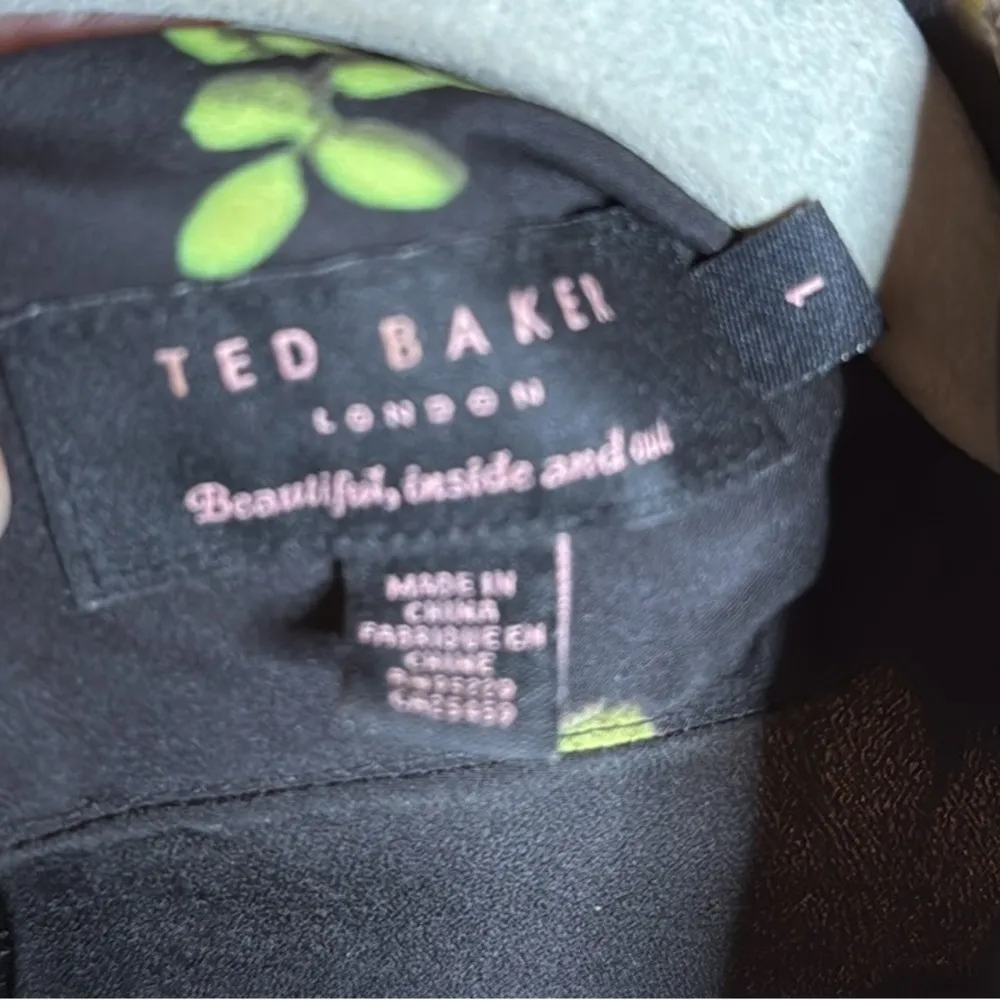 TED BAKER
LONDON
Beautiful, inside and out
1
MADE IN
CHINA
FABRIQUE EN
CHINE